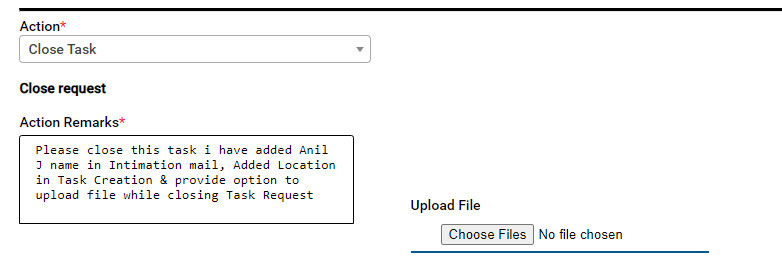 Action*
Close Task
Close request
Action Remarks*
Please close this task i have added Anil
J name in Intimation mail, Added Location
in Task Creation & provide option to
upload file while closing Task Request
Upload File
Choose Files No file chosen